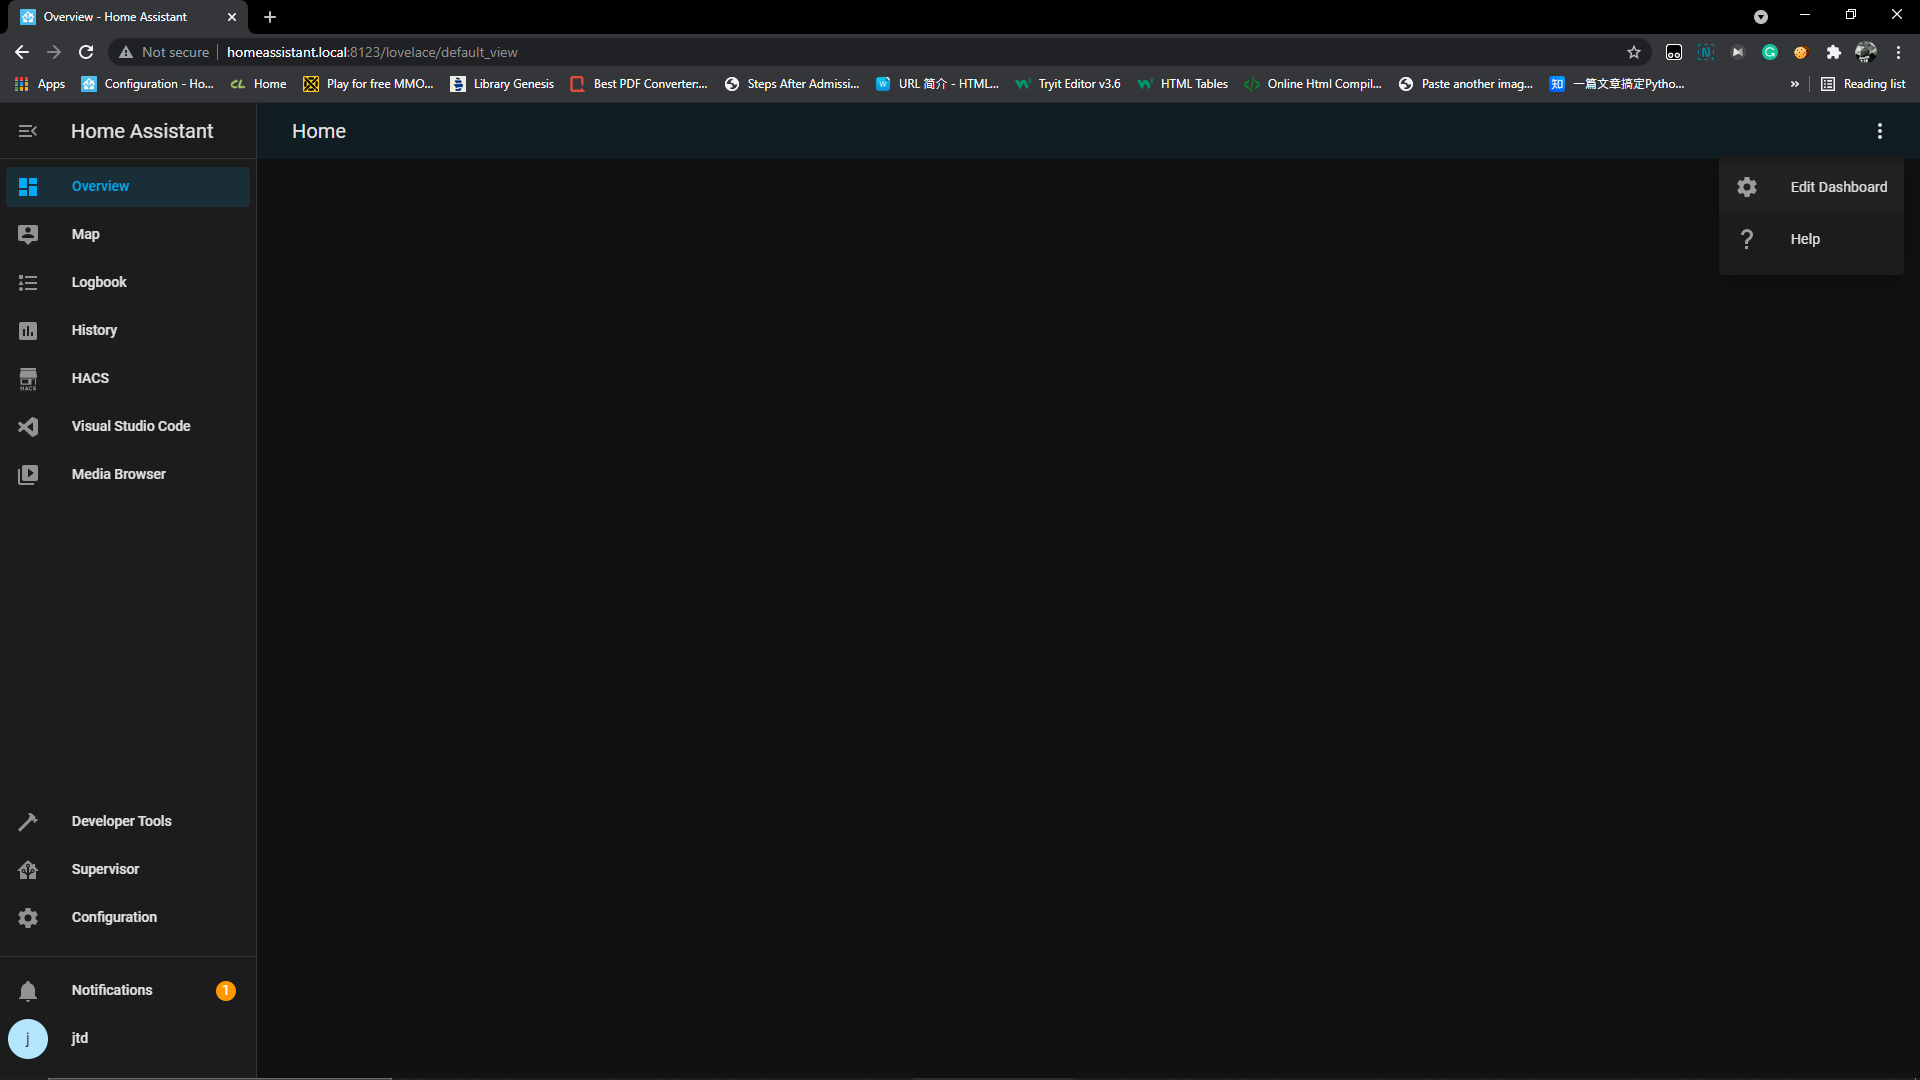 Overview - Home Assistant
Not secure homeassistant.local:8123/lovelace/default_view
Apps Configuration - Ho... CL Home Play for free MMO... Library Genesis Best PDF Converter:... Steps After Admissi... URL 简介 - HTML... Tryit Editor v3.6 HTML Tables Online Html Compil... Paste another imag... 知 一篇文章搞定Pytho... » Reading list
Home Assistant
Home
Overview
Edit Dashboard
Map
Help
Logbook
History
HACS
HACS
Visual Studio Code
Media Browser
Developer Tools
Supervisor
Configuration
Notifications 1
j jtd